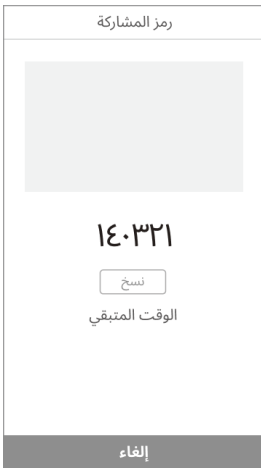 رمز المشاركة
١٤٠٣٢١
نسخ
الوقت المتبقي
إلغاء